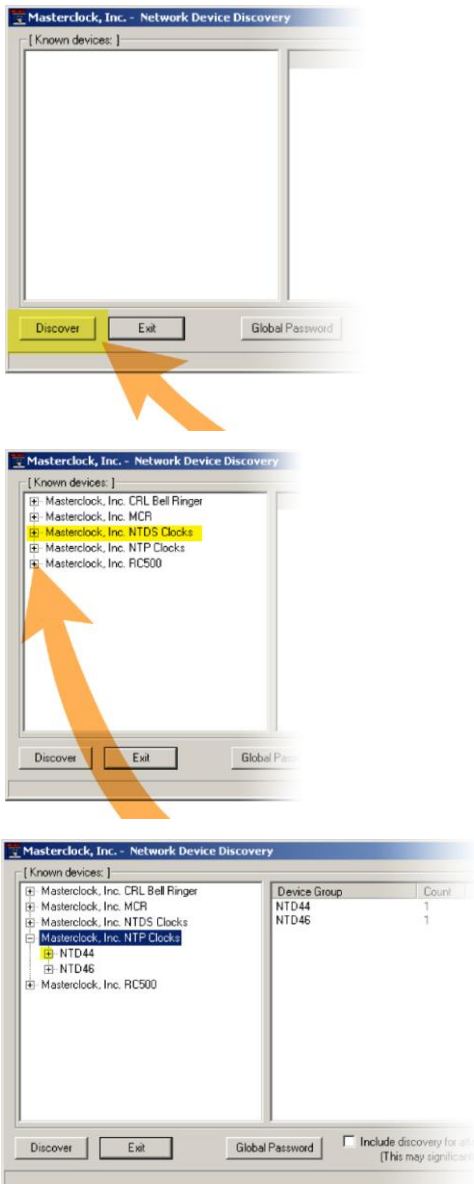 Masterclock, Inc. - Network Device Discovery
[ Known devices: ]
Discover Exit Global Password
Masterclock, Inc. - Network Device Discovery
[ Known devices: ]
Masterclock, Inc. CRL Bell Ringer
Masterclock, Inc. MCR
Masterclock, Inc. NTDS Clocks
Masterclock, Inc. NTP Clocks
Masterclock, Inc. RC500
Discover Exit Global
Masterclock, Inc. - Network Device Discovery
[ Known devices: ]
Masterclock, Inc. CRL Bell Ringer
Masterclock, Inc. MCR
Masterclock, Inc. NTDS Clocks
Masterclock, Inc. NTP Clocks
NTD44
NTD46
Masterclock, Inc. RC500
Device Group Count
NTD44 1
NTD46 1
Discover Exit Global Password Include discovery for
(This may